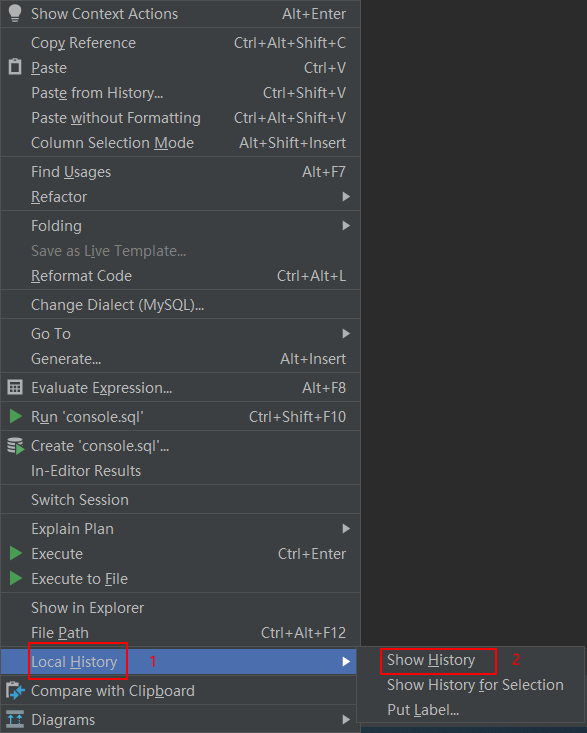 Show Context Actions Alt+Enter
Copy Reference Ctrl+Alt+Shift+C
Paste Ctrl+V
Paste from History... Ctrl+Shift+V
Paste without Formatting Ctrl+Alt+Shift+V
Column Selection Mode Alt+Shift+Insert
Find Usages Alt+F7
Refactor
Folding
Save as Live Template...
Reformat Code Ctrl+Alt+L
Change Dialect (MySQL)...
Go To
Generate... Alt+Insert
Evaluate Expression... Alt+F8
Run 'console.sql' Ctrl+Shift+F10
Create 'console.sql'...
In-Editor Results
Switch Session
Explain Plan
Execute Ctrl+Enter
Execute to File
Show in Explorer
File Path Ctrl+Alt+F12
Local History 1
Show History 2
Show History for Selection
Put Label...
Compare with Clipboard
Diagrams